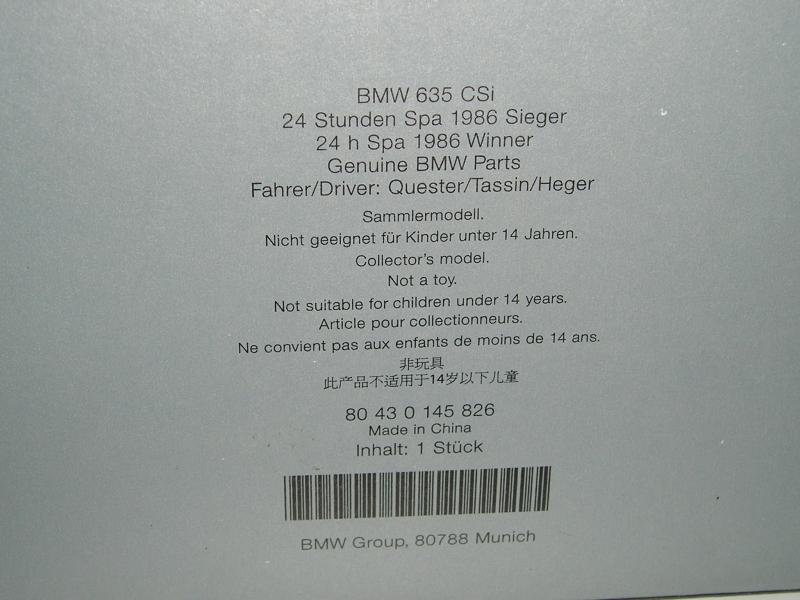 BMW 635 CSi
24 Stunden Spa 1986 Sieger
24 h Spa 1986 Winner
Genuine BMW Parts
Fahrer/Driver: Quester/Tassin/Heger
Sammlermodell.
Nicht geeignet für Kinder unter 14 Jahren.
Collector's model.
Not a toy.
Not suitable for children under 14 years.
Article pour collectionneurs.
Ne convient pas aux enfants de moins de 14 ans.
非玩具
此产品不适用于14岁以下儿童
80 43 0 145 826
Made in China
Inhalt: 1 Stück
BMW Group, 80788 Munich